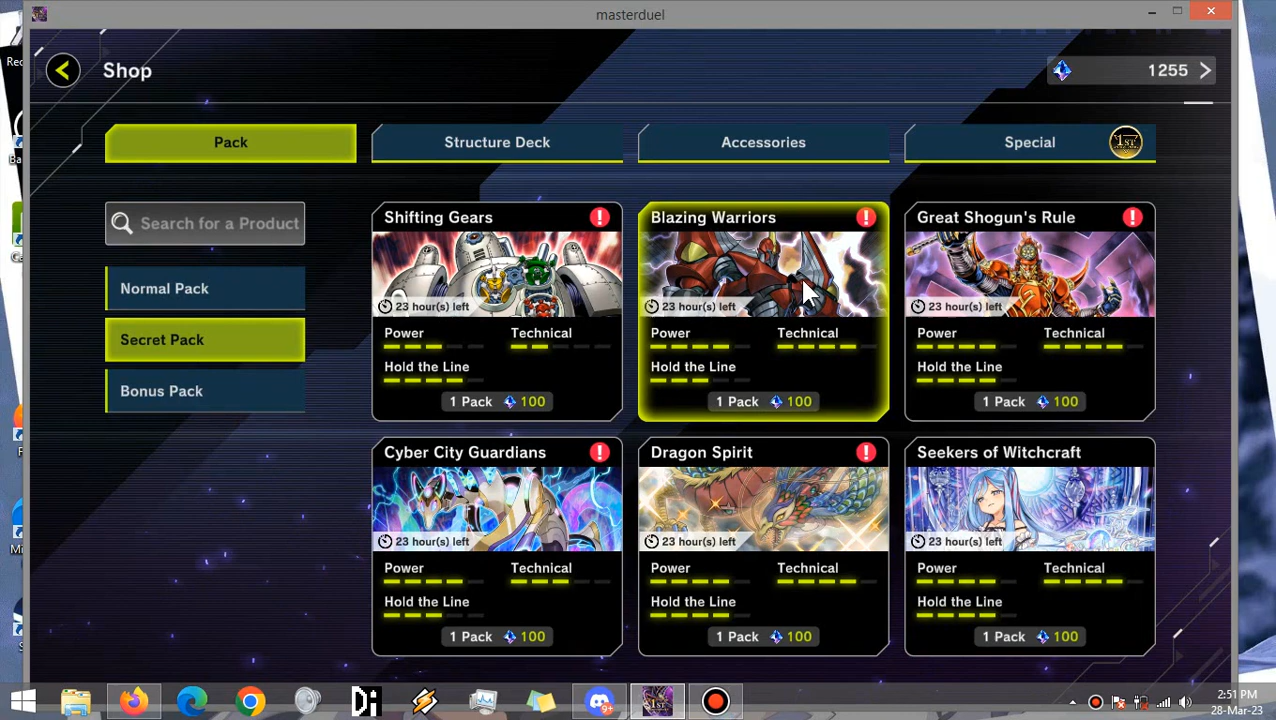 masterduel
Shop
1255
Pack
Structure Deck
Accessories
Special
1ST
Search for a Product
Normal Pack
Secret Pack
Bonus Pack
Shifting Gears
23 hour(s) left
Power
Technical
Hold the Line
1 Pack 100
Blazing Warriors
23 hour(s) left
Power
Technical
Hold the Line
1 Pack 100
Great Shogun's Rule
23 hour(s) left
Power
Technical
Hold the Line
1 Pack 100
Cyber City Guardians
23 hour(s) left
Power
Technical
Hold the Line
1 Pack 100
Dragon Spirit
23 hour(s) left
Power
Technical
Hold the Line
1 Pack 100
Seekers of Witchcraft
23 hour(s) left
Power
Technical
Hold the Line
1 Pack 100
Di
9+
1ST
2:51 PM
28-Mar-23